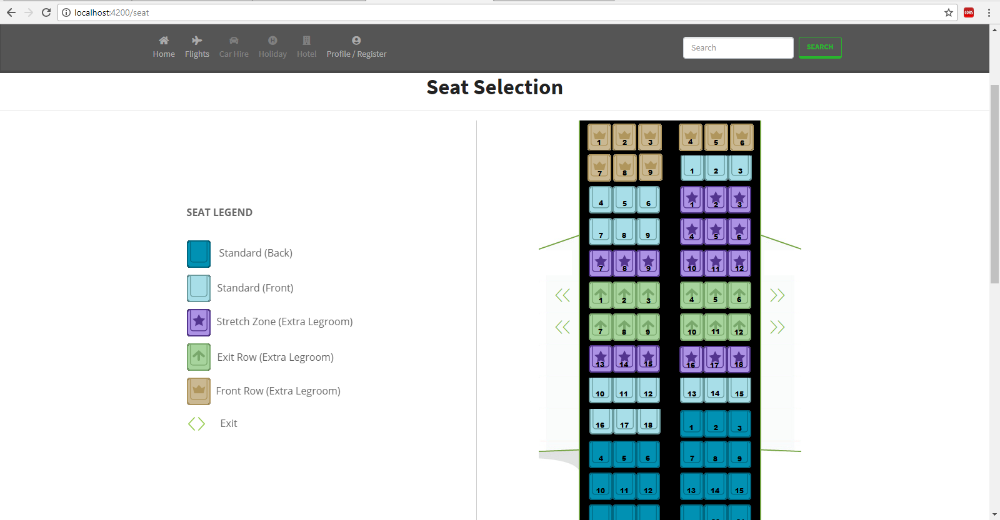 localhost:4200/seat
CORS
Home Flights Car Hire Holiday Hotel Profile / Register
Search SEARCH
Seat Selection
SEAT LEGEND
Standard (Back)
Standard (Front)
Stretch Zone (Extra Legroom)
Exit Row (Extra Legroom)
Front Row (Extra Legroom)
Exit
1 2 3 4 5 6
7 8 9 1 2 3
4 5 6 1 2 3
7 8 9 4 5 6
7 8 9 10 11 12
1 2 3 4 5 6
7 8 9 10 11 12
13 14 15 16 17 18
10 11 12 13 14 15
16 17 18 1 2 3
4 5 6 7 8 9
10 11 12 13 14 15